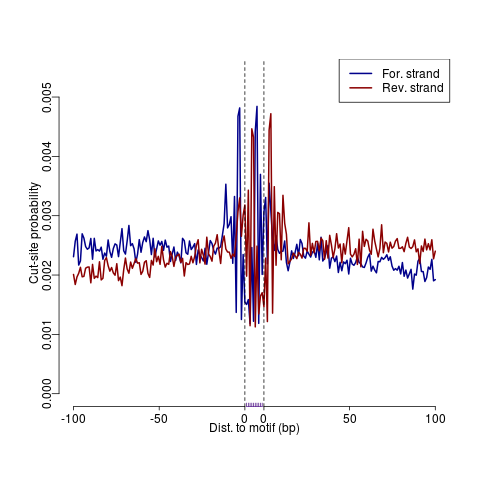 For. strand
Rev. strand
Cut-site probability
0.005
0.004
0.003
0.002
0.001
0.000
-100 -50 0 0 50 100
Dist. to motif (bp)